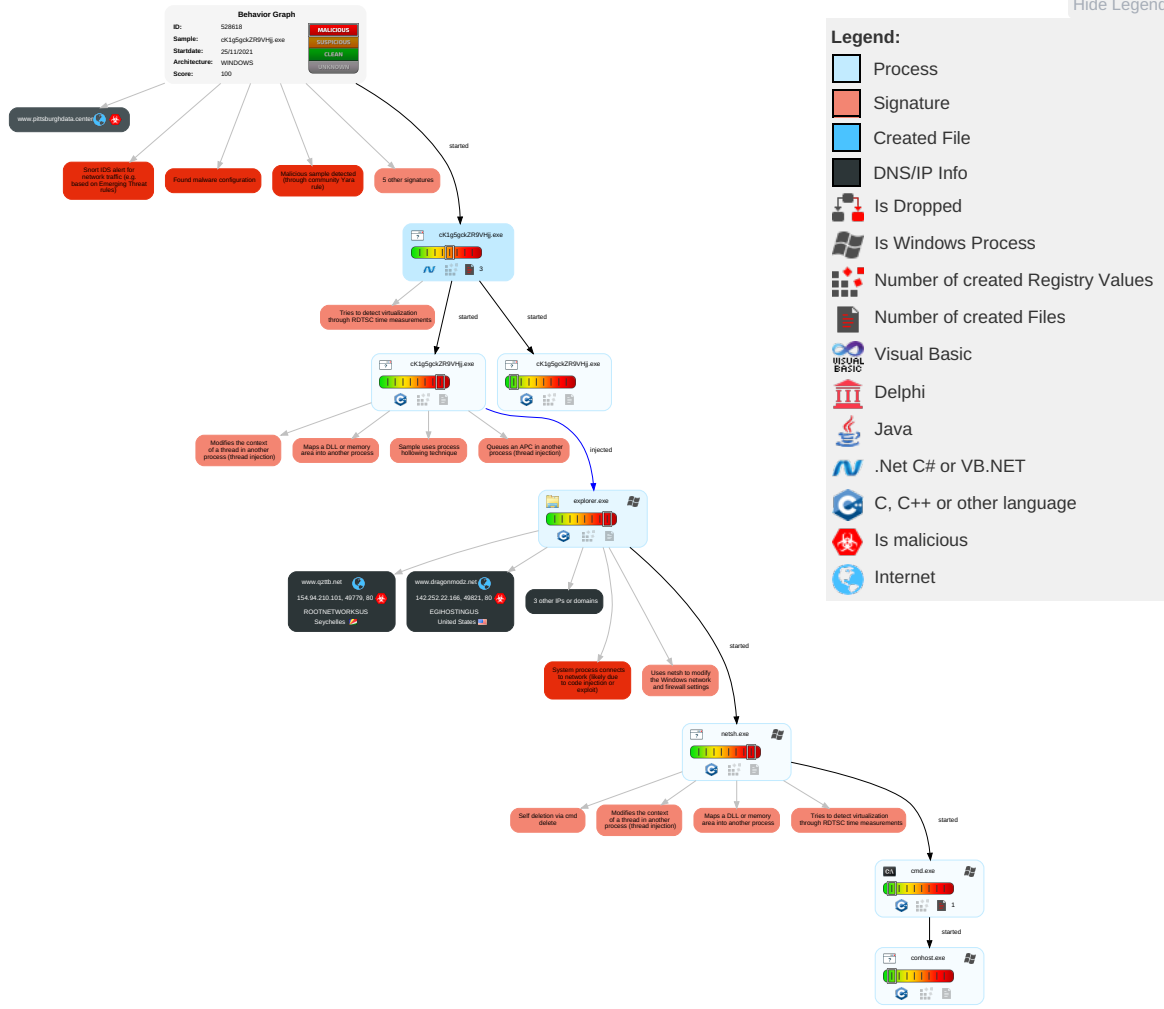 Hide Legend
Behavior Graph
ID: 528618
Sample: cK1g5gckZR9VHjj.exe
Startdate: 25/11/2021
Architecture: WINDOWS
Score: 100
MALICIOUS
SUSPICIOUS
CLEAN
UNKNOWN
Legend:
Process
Signature
Created File
DNS/IP Info
Is Dropped
Is Windows Process
Number of created Registry Values
Number of created Files
VISUAL
BASIC
Visual Basic
Delphi
Java
.Net C# or VB.NET
C, C++ or other language
Is malicious
Internet
www.pittsburghdata.center
started
Snort IDS alert for
network traffic (e.g.
based on Emerging Threat
rules)
Found malware configuration
Malicious sample detected
(through community Yara
rule)
5 other signatures
cK1g5gckZR9VHjj.exe
3
Tries to detect virtualization
through RDTSC time measurements
started
started
cK1g5gckZR9VHjj.exe
cK1g5gckZR9VHjj.exe
Modifies the context
of a thread in another
process (thread injection)
Maps a DLL or memory
area into another process
Sample uses process
hollowing technique
Queues an APC in another
process (thread injection)
injected
explorer.exe
www.qzttb.net
154.94.210.101, 49779, 80
ROOTNETWORKSUS
Seychelles
www.dragonmodz.net
142.252.22.166, 49821, 80
EGIHOSTINGUS
United States
3 other IPs or domains
started
System process connects
to network (likely due
to code injection or
exploit)
Uses netsh to modify
the Windows network
and firewall settings
netsh.exe
Self deletion via cmd
delete
Modifies the context
of a thread in another
process (thread injection)
Maps a DLL or memory
area into another process
Tries to detect virtualization
through RDTSC time measurements
started
cmd.exe
1
started
conhost.exe